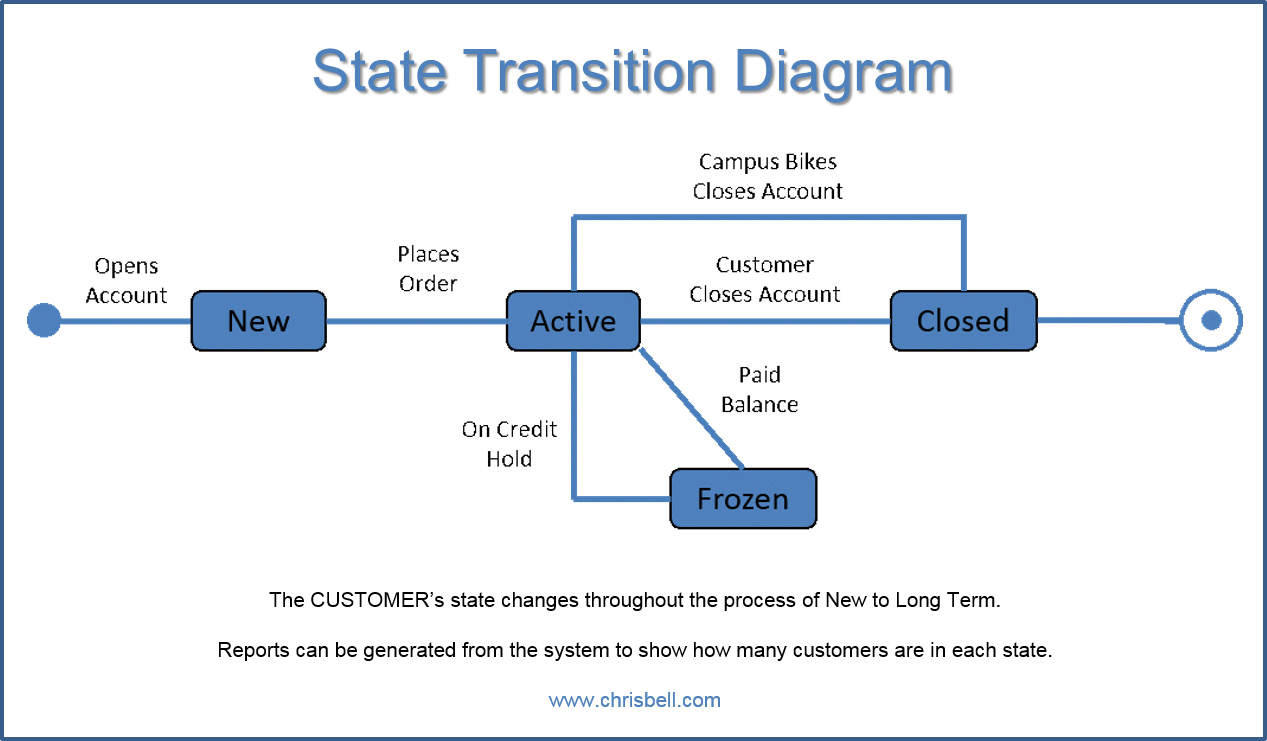 State Transition Diagram
Campus Bikes
Closes Account
Opens
Account
Places
Order
Customer
Closes Account
New
Active
Closed
Paid
Balance
On Credit
Hold
Frozen
The CUSTOMER’s state changes throughout the process of New to Long Term.
Reports can be generated from the system to show how many customers are in each state.
www.chrisbell.com